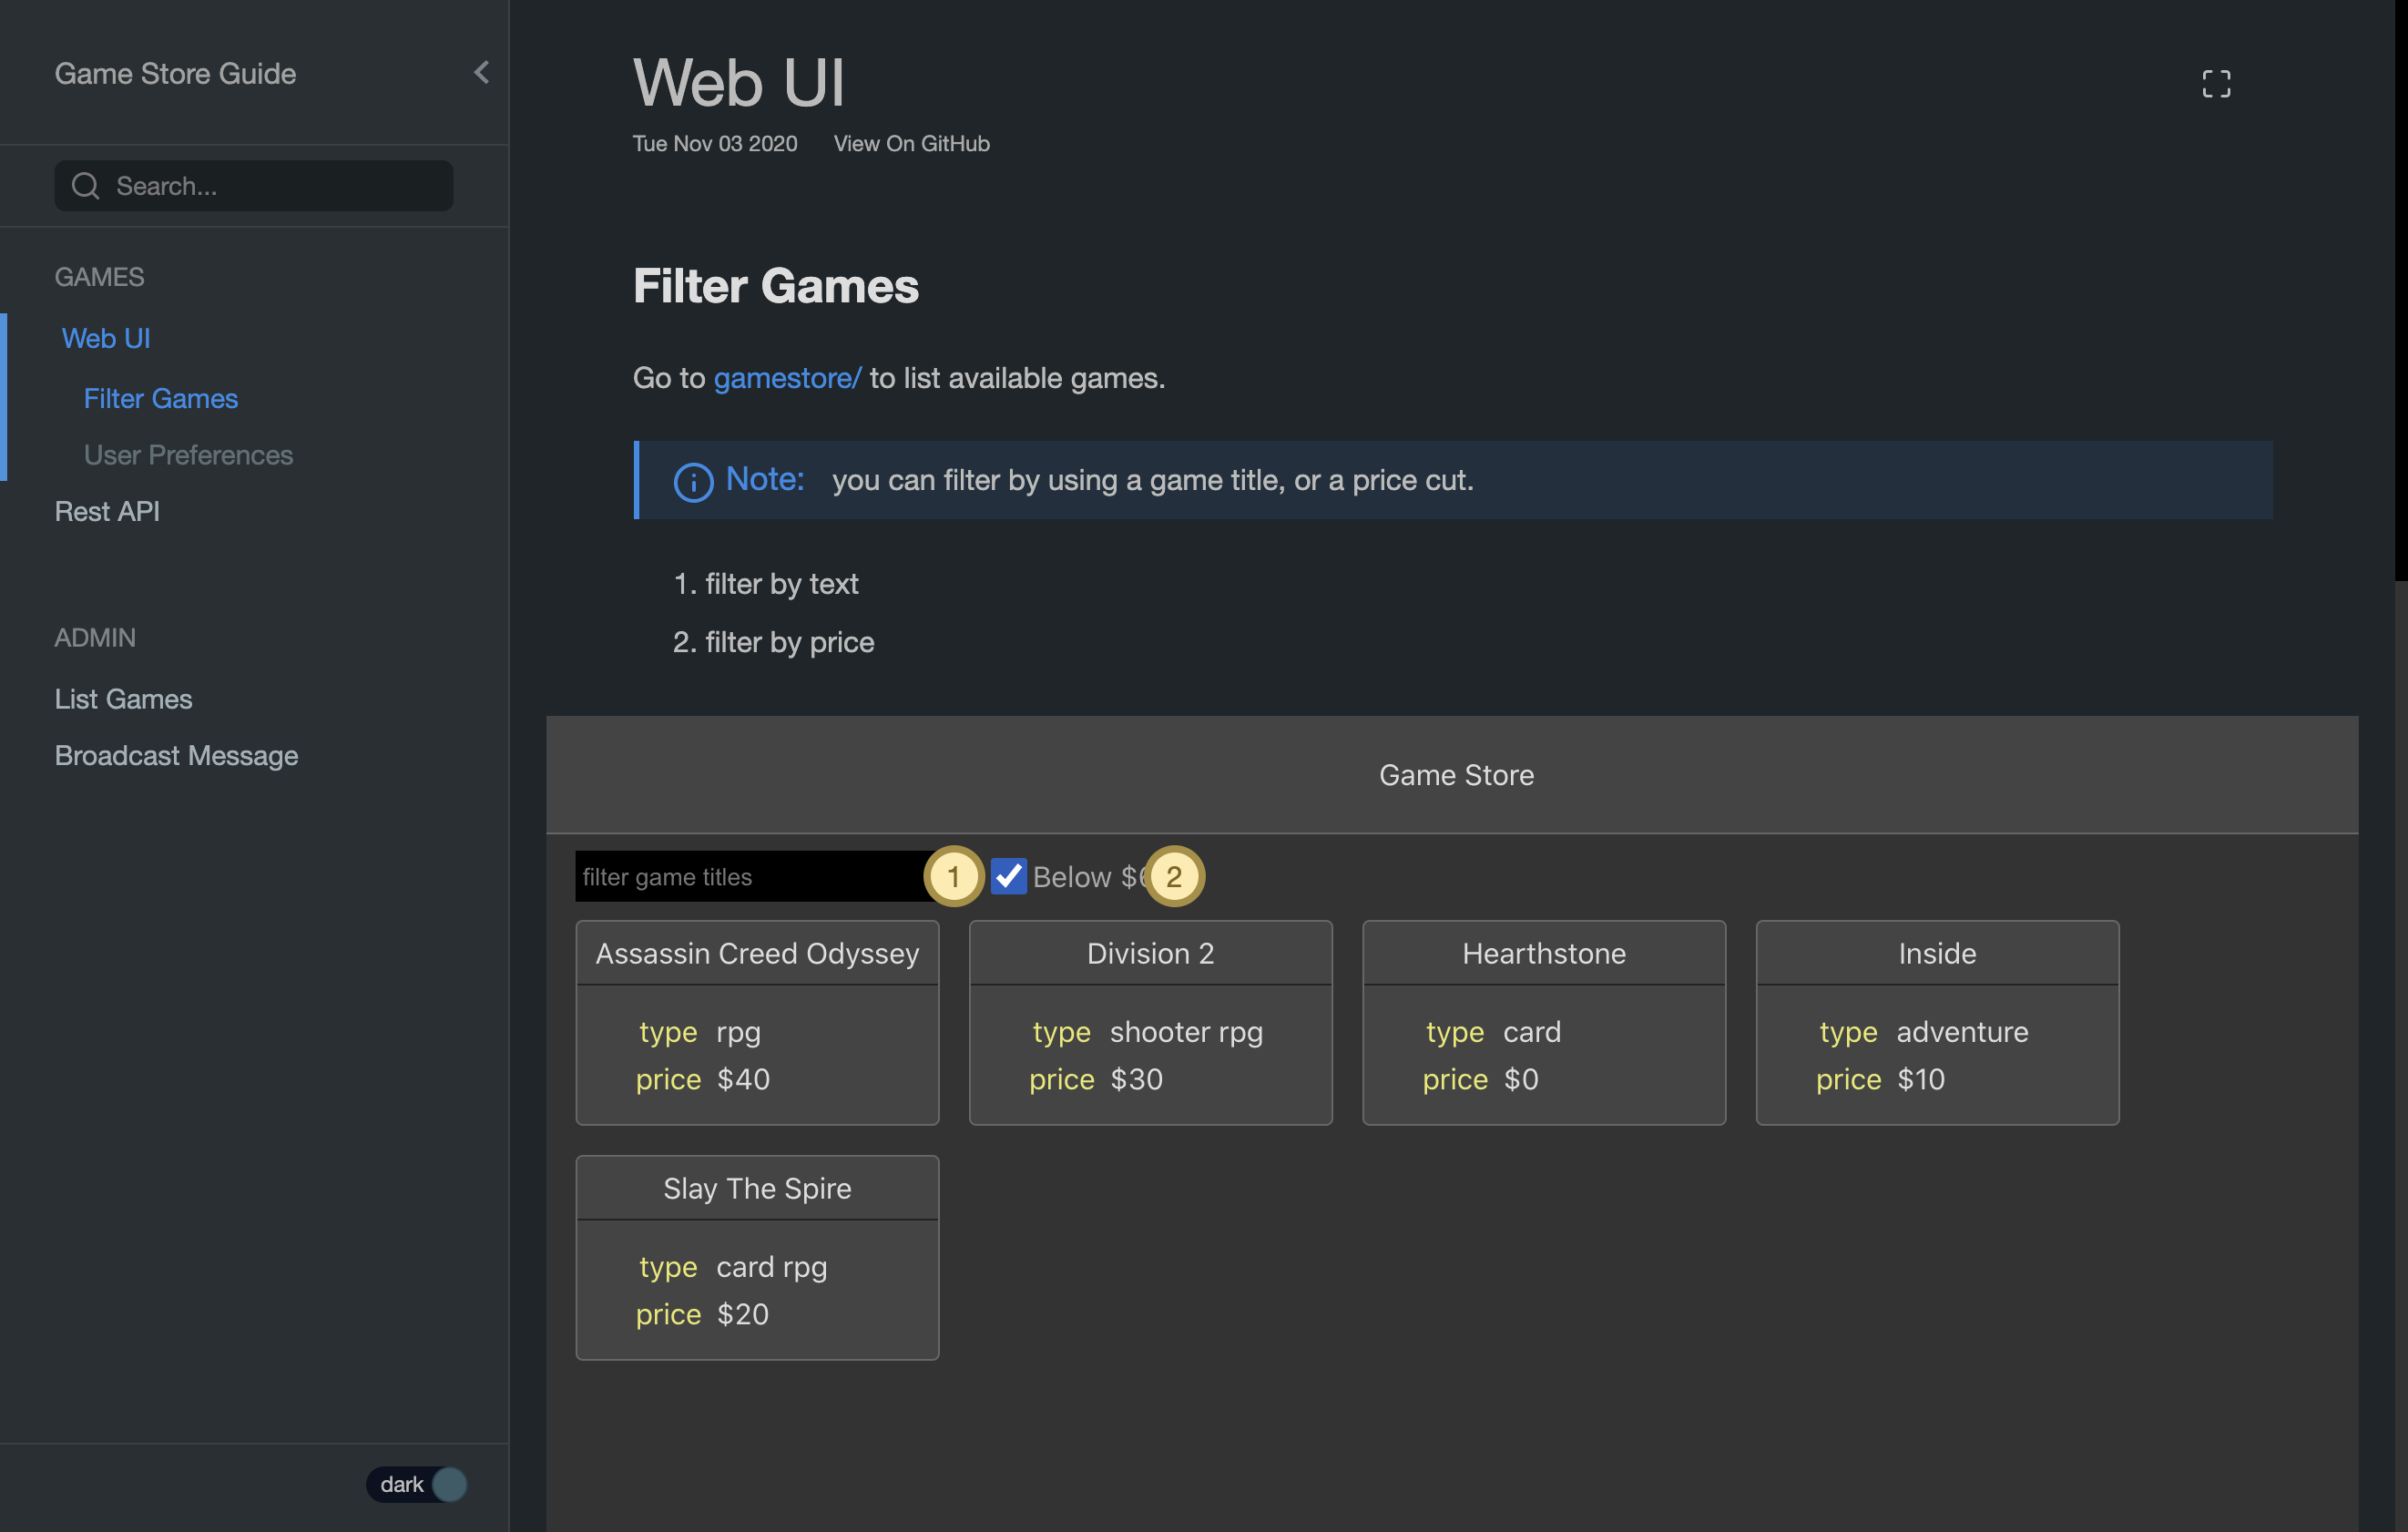 Game Store Guide
Search...
GAMES
Web UI
Filter Games
User Preferences
Rest API
ADMIN
List Games
Broadcast Message
dark
Web UI
Tue Nov 03 2020 View On GitHub
Filter Games
Go to gamestore/ to list available games.
Note: you can filter by using a game title, or a price cut.
1. filter by text
2. filter by price
Game Store
filter game titles 1 Below 2
Assassin Creed Odyssey
type rpg
price $40
Division 2
type shooter rpg
price $30
Hearthstone
type card
price $0
Inside
type adventure
price $10
Slay The Spire
type card rpg
price $20